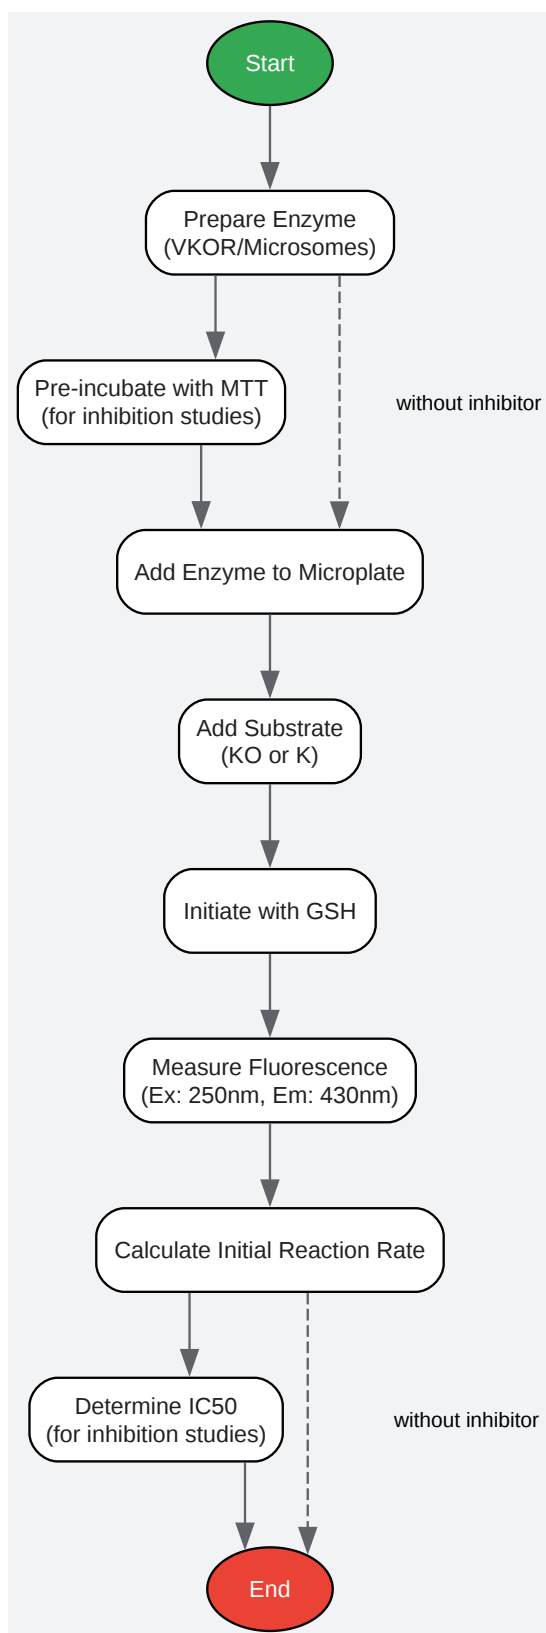 Start
Prepare Enzyme
(VKOR/Microsomes)
Pre-incubate with MTT
(for inhibition studies)
without inhibitor
Add Enzyme to Microplate
Add Substrate
(KO or K)
Initiate with GSH
Measure Fluorescence
(Ex: 250nm, Em: 430nm)
Calculate Initial Reaction Rate
Determine IC50
(for inhibition studies)
without inhibitor
End